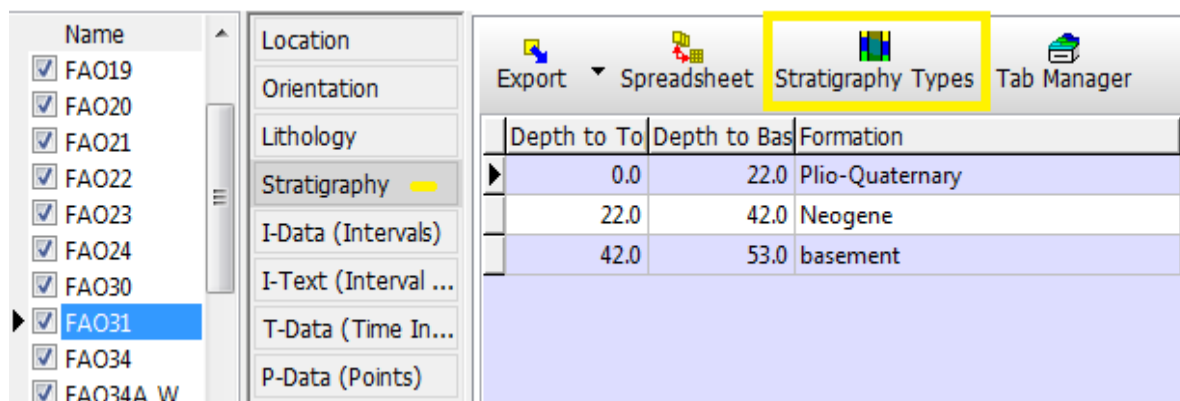 Name
FAO19
FAO20
FAO21
FAO22
FAO23
FAO24
FAO30
FAO31
FAO34
FAO34A W
Location
Orientation
Lithology
Stratigraphy
I-Data (Intervals)
I-Text (Interval ...
T-Data (Time In...
P-Data (Points)
Export Spreadsheet Stratigraphy Types Tab Manager
Depth to To Depth to Bas Formation
0.0 22.0 Plio-Quaternary
22.0 42.0 Neogene
42.0 53.0 basement